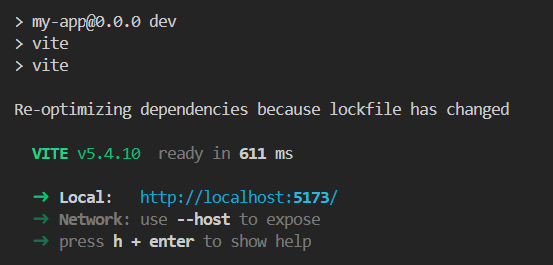 > my-app@0.0.0 dev
> vite
> vite
Re-optimizing dependencies because lockfile has changed
VITE v5.4.10 ready in 611 ms
➜ Local: http://localhost:5173/
➜ Network: use --host to expose
➜ press h + enter to show help